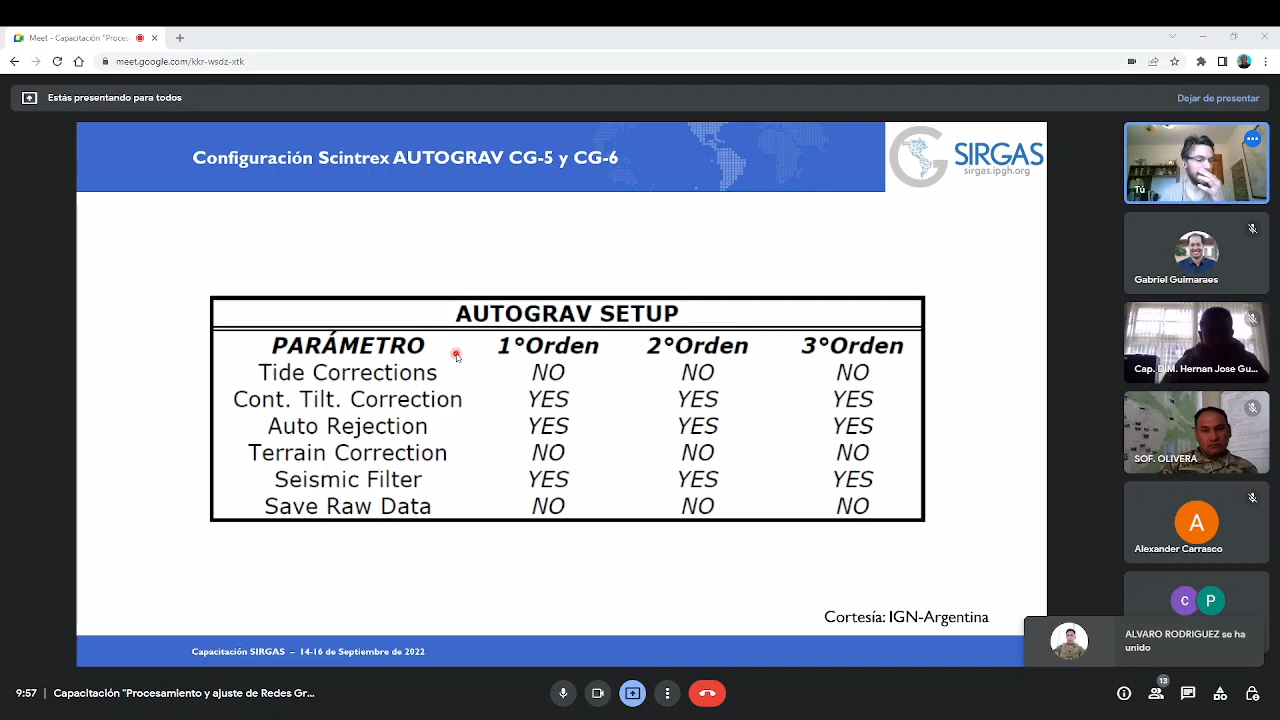 Meet - Capacitación "Proces
meet.google.com/kkr-wsdz-xtk
Estás presentando para todos
Dejar de presentar
Configuración Scintrex AUTOGRAV CG-5 y CG-6
SIRGAS
sirgas.ipgh.org
AUTOGRAV SETUP
PARÁMETRO 1°Orden 2°Orden 3°Orden
Tide Corrections NO NO NO
Cont. Tilt. Correction YES YES YES
Auto Rejection YES YES YES
Terrain Correction NO NO NO
Seismic Filter YES YES YES
Save Raw Data NO NO NO
Cortesía: IGN-Argentina
Capacitación SIRGAS – 14-16 de Septiembre de 2022
Tú
Gabriel Guimaraes
Cap. DIM. Hernan Jose Gu...
SOF. OLIVERA
A
Alexander Carrasco
c P
ALVARO RODRIGUEZ se ha
unido
9:57 | Capacitación "Procesamiento y ajuste de Redes Gr...
13